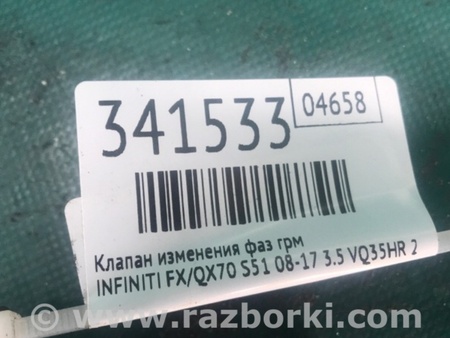 341533
04658
Клапан изменения фаз грм
INFINITI FX/QX70 S51 08-17 3.5 VQ35HR 2
www.razborki.com